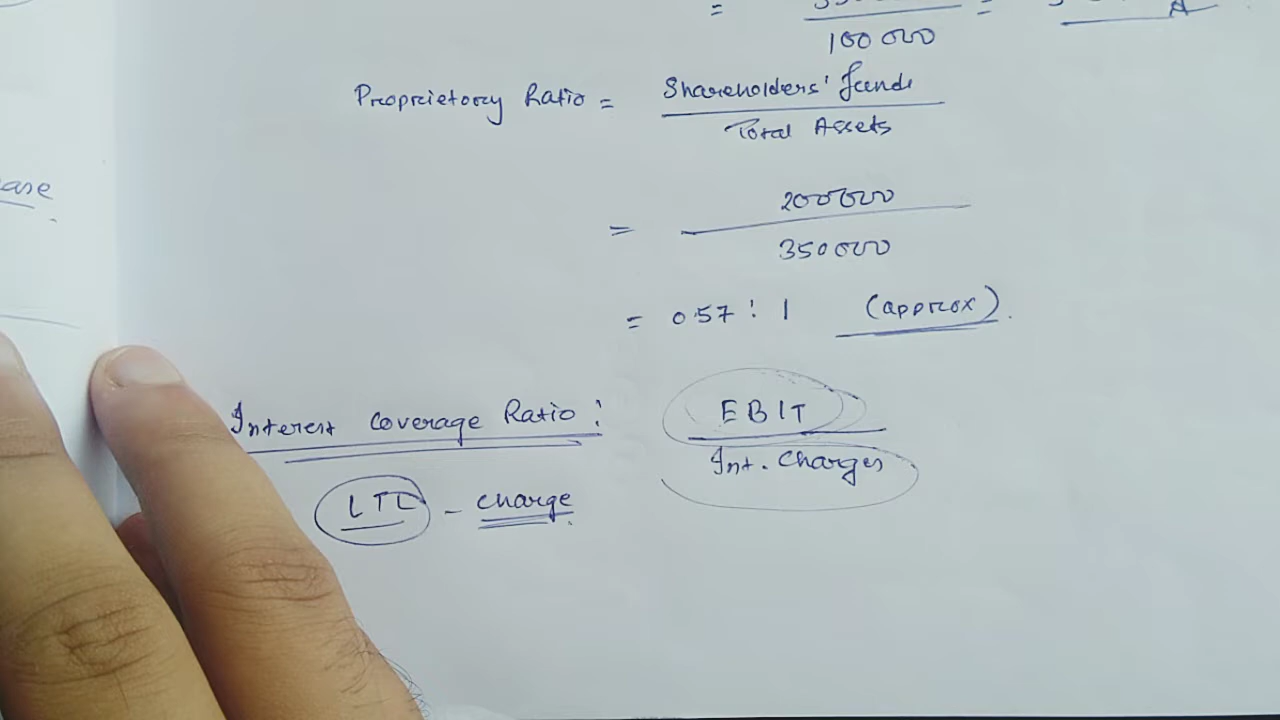 =
=
100000
Proprietory Ratio = Shareholders' funds
Total Assets
= 200000
350000
= 0.57 : 1 (approx).
ase
Interest Coverage Ratio : EBIT
Int. Charges
LTL - charge